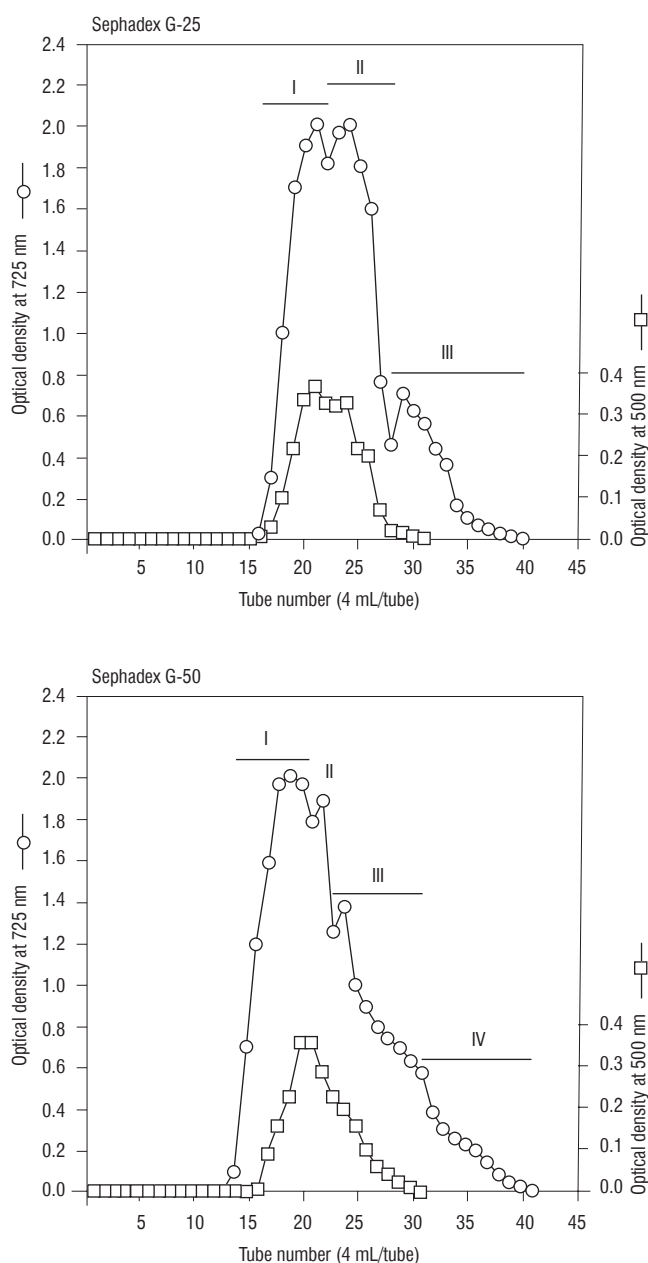 Sephadex G-25
2.4
2.2
2.0
1.8
1.6
1.4
1.2
1.0
0.8
0.6
0.4
0.2
0.0
Optical density at 725 nm
I
II
III
0.4
0.3
0.2
0.1
0.0
Optical density at 500 nm
5 10 15 20 25 30 35 40 45
Tube number (4 mL/tube)
Sephadex G-50
2.4
2.2
2.0
1.8
1.6
1.4
1.2
1.0
0.8
0.6
0.4
0.2
0.0
Optical density at 725 nm
I
II
III
IV
0.4
0.3
0.2
0.1
0.0
Optical density at 500 nm
5 10 15 20 25 30 35 40 45
Tube number (4 mL/tube)